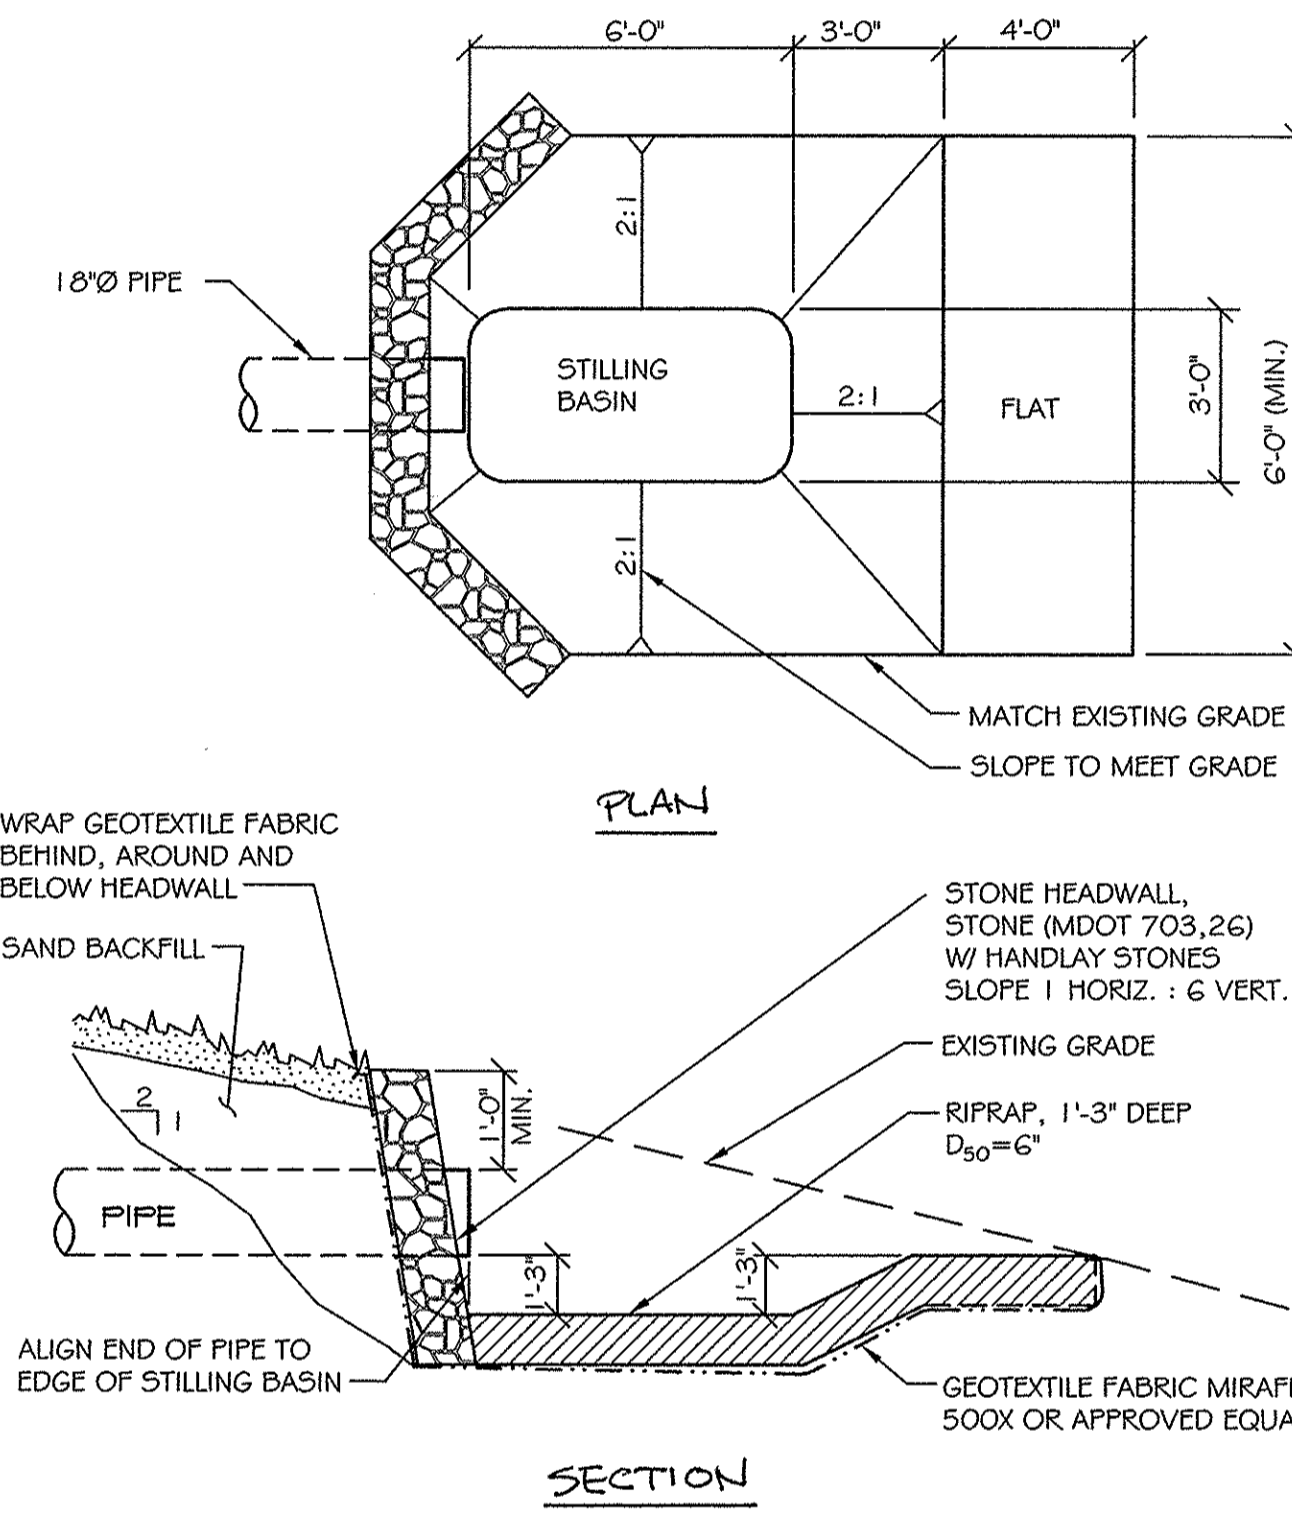 6'-0"
3'-0"
4'-0"
2:1
18"Ø PIPE
STILLING
BASIN
2:1
FLAT
3'-0"
6'-0" (MIN.)
2:1
MATCH EXISTING GRADE
SLOPE TO MEET GRADE
PLAN
WRAP GEOTEXTILE FABRIC
BEHIND, AROUND AND
BELOW HEADWALL
SAND BACKFILL
STONE HEADWALL,
STONE (MDOT 703,26)
W/ HANDLAY STONES
SLOPE 1 HORIZ. : 6 VERT.
EXISTING GRADE
2
1
1'-0"
MIN.
RIPRAP, 1'-3" DEEP
D50=6"
PIPE
1'-3"
1'-3"
ALIGN END OF PIPE TO
EDGE OF STILLING BASIN
GEOTEXTILE FABRIC MIRAFI
500X OR APPROVED EQUA
SECTION